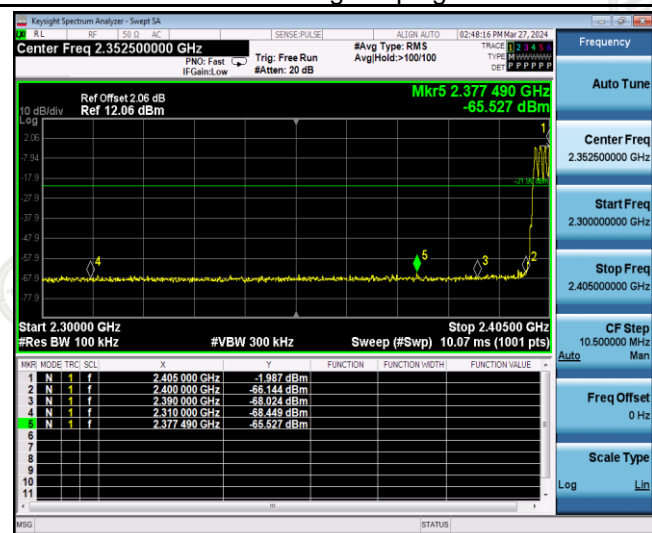 Keysight Spectrum Analyzer - Swept SA
RL RF 50 Ω AC SENSE:PULSE ALIGN AUTO 02:48:16 PM Mar 27, 2024
Center Freq 2.352500000 GHz
PNO: Fast
IFGain:Low
Trig: Free Run
#Atten: 20 dB
#Avg Type: RMS
Avg|Hold:>100/100
TRACE 1 2 3 4 5 6
TYPE M W W W W W
DET P P P P P P
Frequency
Auto Tune
Center Freq
2.352500000 GHz
Start Freq
2.300000000 GHz
Stop Freq
2.405000000 GHz
CF Step
10.500000 MHz
Auto Man
Freq Offset
0 Hz
Scale Type
Log Lin
Mkr5 2.377 490 GHz
-65.527 dBm
Ref Offset 2.06 dB
10 dB/div Ref 12.06 dBm
Log
2.06
-7.94
-17.9
-27.9
-37.9
-47.9
-57.9
-67.9
-77.9
1
2
3
4
5
Start 2.30000 GHz Stop 2.40500 GHz
#Res BW 100 kHz #VBW 300 kHz Sweep (#Swp) 10.07 ms (1001 pts)
MKR MODE TRC SCL X Y FUNCTION FUNCTION WIDTH FUNCTION VALUE
1 N 1 f 2.405 000 GHz -1.987 dBm
2 N 1 f 2.400 000 GHz -66.144 dBm
3 N 1 f 2.390 000 GHz -68.024 dBm
4 N 1 f 2.310 000 GHz -68.449 dBm
5 N 1 f 2.377 490 GHz -65.527 dBm
6
7
8
9
10
11
MSG STATUS